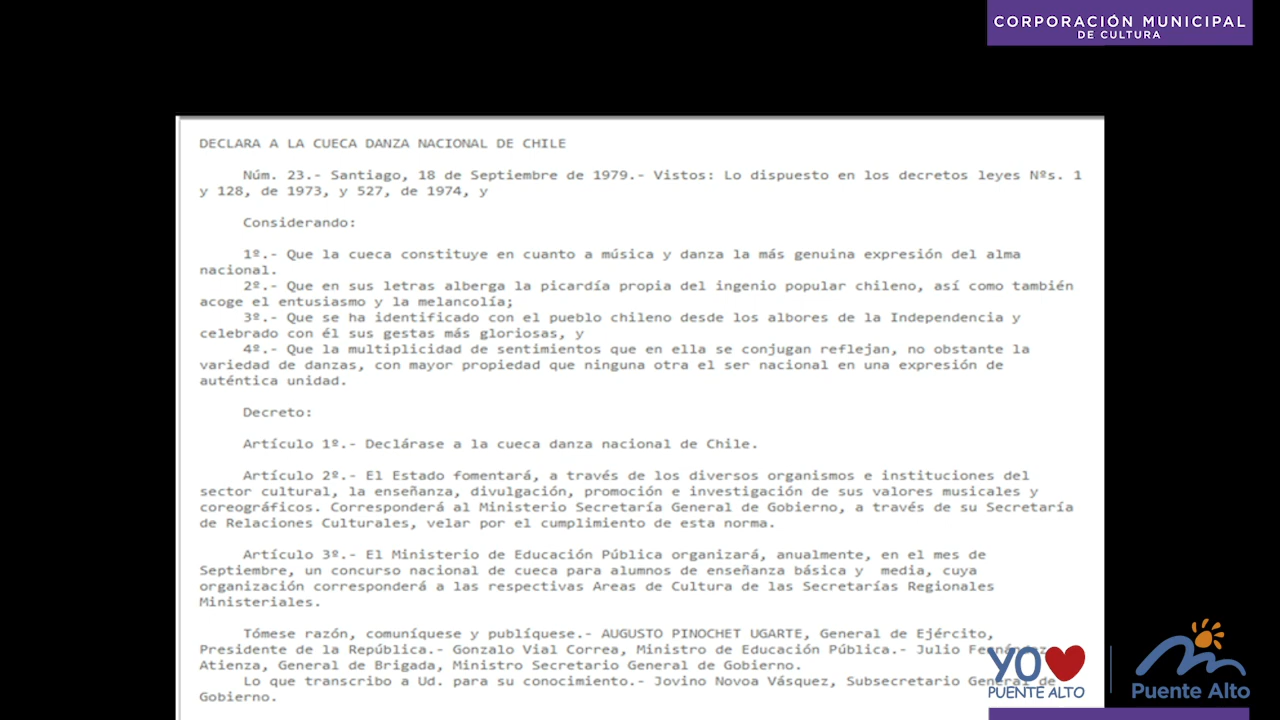 CORPORACIÓN MUNICIPAL
DE CULTURA
DECLARA A LA CUECA DANZA NACIONAL DE CHILE
Núm. 23.- Santiago, 18 de Septiembre de 1979.- Vistos: Lo dispuesto en los decretos leyes Nºs. 1
y 128, de 1973, y 527, de 1974, y
Considerando:
1º.- Que la cueca constituye en cuanto a música y danza la más genuina expresión del alma
nacional.
2º.- Que en sus letras alberga la picardía propia del ingenio popular chileno, así como también
acoge el entusiasmo y la melancolía;
3º.- Que se ha identificado con el pueblo chileno desde los albores de la Independencia y
celebrado con él sus gestas más gloriosas, y
4º.- Que la multiplicidad de sentimientos que en ella se conjugan reflejan, no obstante la
variedad de danzas, con mayor propiedad que ninguna otra el ser nacional en una expresión de
auténtica unidad.
Decreto:
Artículo 1º.- Declárase a la cueca danza nacional de Chile.
Artículo 2º.- El Estado fomentará, a través de los diversos organismos e instituciones del
sector cultural, la enseñanza, divulgación, promoción e investigación de sus valores musicales y
coreográficos. Corresponderá al Ministerio Secretaría General de Gobierno, a través de su Secretaría
de Relaciones Culturales, velar por el cumplimiento de esta norma.
Artículo 3º.- El Ministerio de Educación Pública organizará, anualmente, en el mes de
Septiembre, un concurso nacional de cueca para alumnos de enseñanza básica y media, cuya
organización corresponderá a las respectivas Areas de Cultura de las Secretarías Regionales
Ministeriales.
Tómese razón, comuníquese y publíquese.- AUGUSTO PINOCHET UGARTE, General de Ejército,
Presidente de la República.- Gonzalo Vial Correa, Ministro de Educación Pública.- Julio Fernández
Atienza, General de Brigada, Ministro Secretario General de Gobierno.
Lo que transcribo a Ud. para su conocimiento.- Jovino Novoa Vásquez, Subsecretario General de
Gobierno.
YO
PUENTE ALTO
Puente Alto